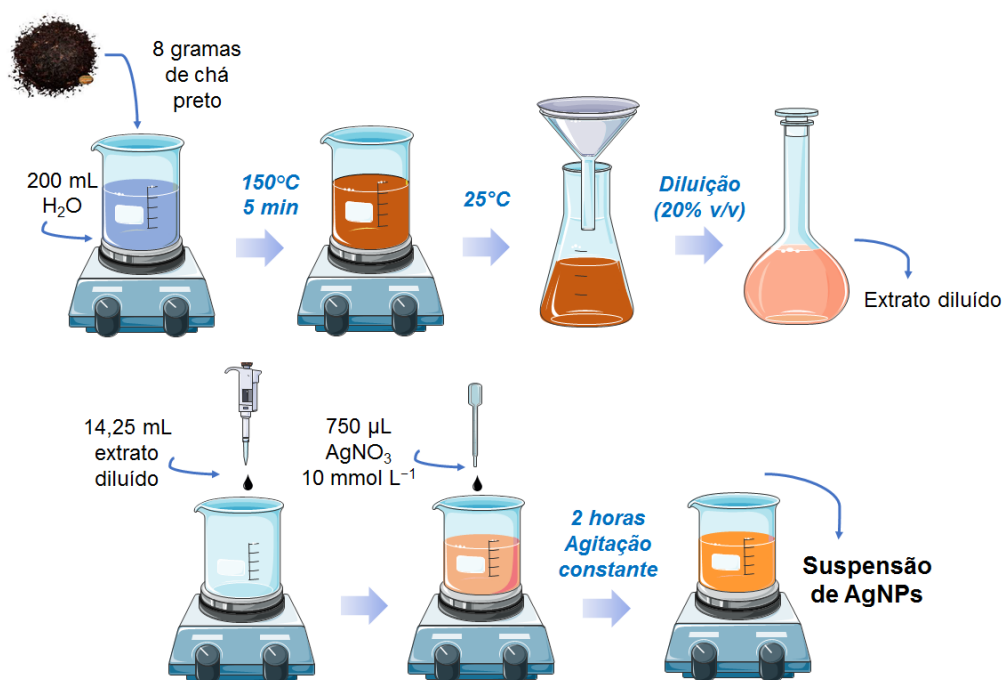 8 gramas
de chá
preto
200 mL
H₂O
150°C
5 min
25°C
Diluição
(20% v/v)
Extrato diluído
14,25 mL
extrato
diluído
750 µL
AgNO₃
10 mmol L⁻¹
2 horas
Agitação
constante
Suspensão
de AgNPs